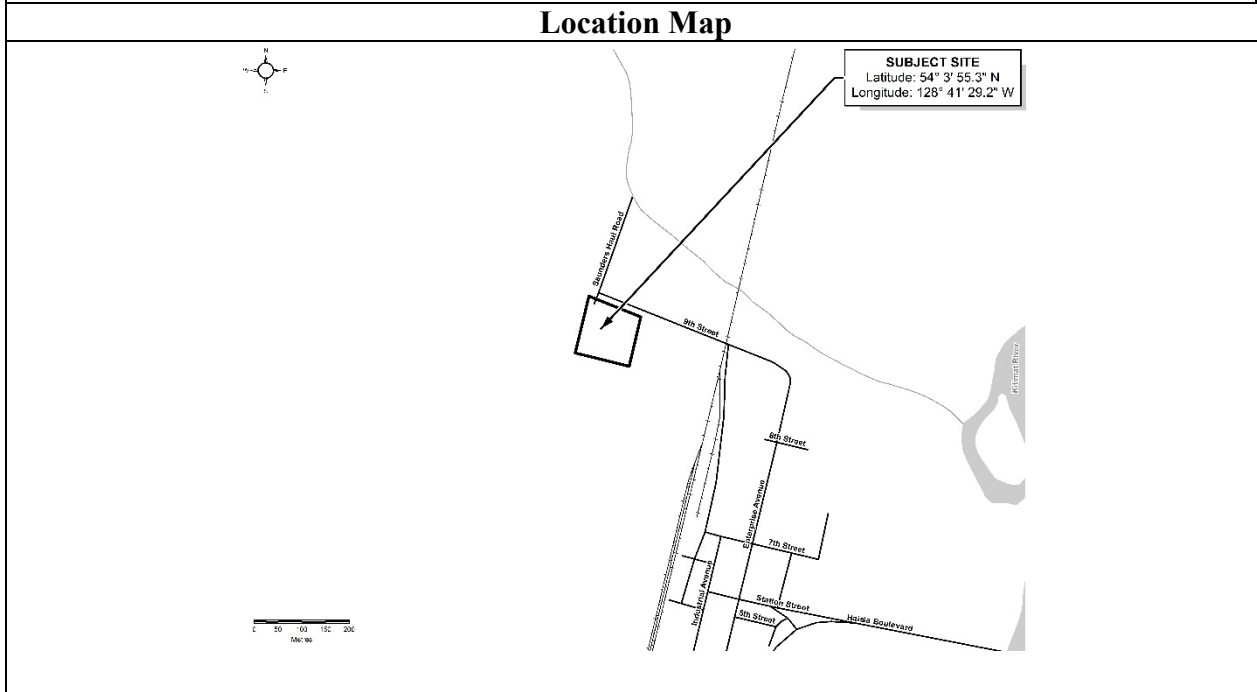 Location Map
N
W
E
S
SUBJECT SITE
Latitude: 54° 3' 55.3" N
Longitude: 128° 41' 29.2" W
Saunders Haul Road
9th Street
Kitimat River
8th Street
Enterprise Avenue
7th Street
Industrial Avenue
Station Street
5th Street
Haisla Boulevard
0 50 100 150 200
Metres